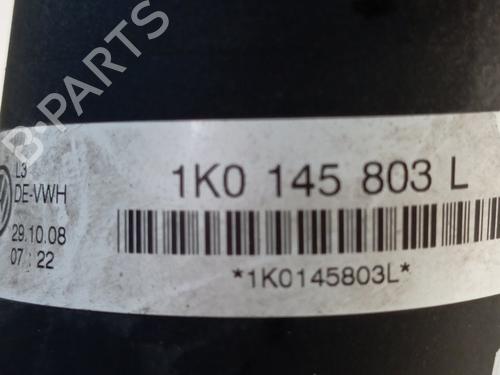 B-PARTS
1K0 145 803 L
L3
DE-VWH
29.10.08
07:22
*1K0145803L*